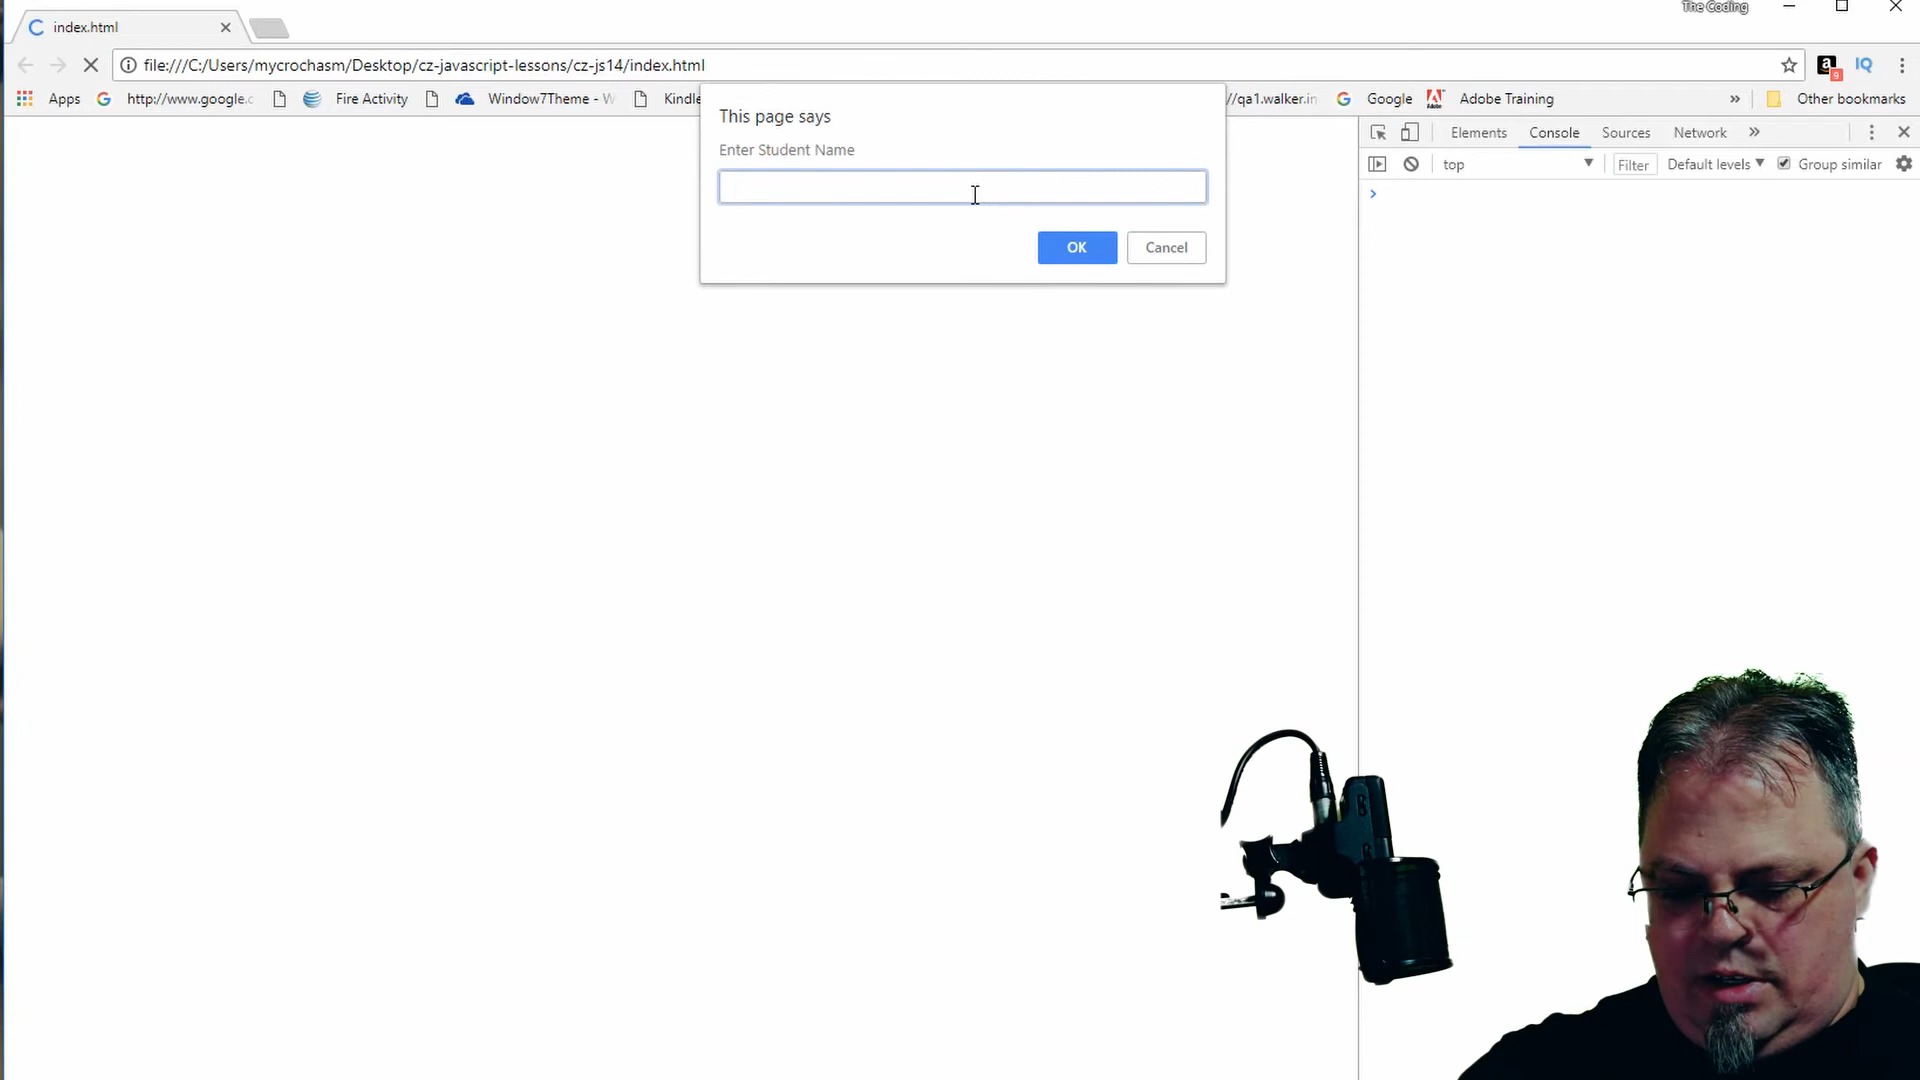 The Coding
index.html
file:///C:/Users/mycrochasm/Desktop/cz-javascript-lessons/cz-js14/index.html
a 9 IQ
Apps G http://www.google.c Fire Activity Window7Theme - W Kindle //qa1.walker.in G Google Adobe Training » Other bookmarks
This page says
Enter Student Name
OK Cancel
Elements Console Sources Network »
top Filter Default levels Group similar
>